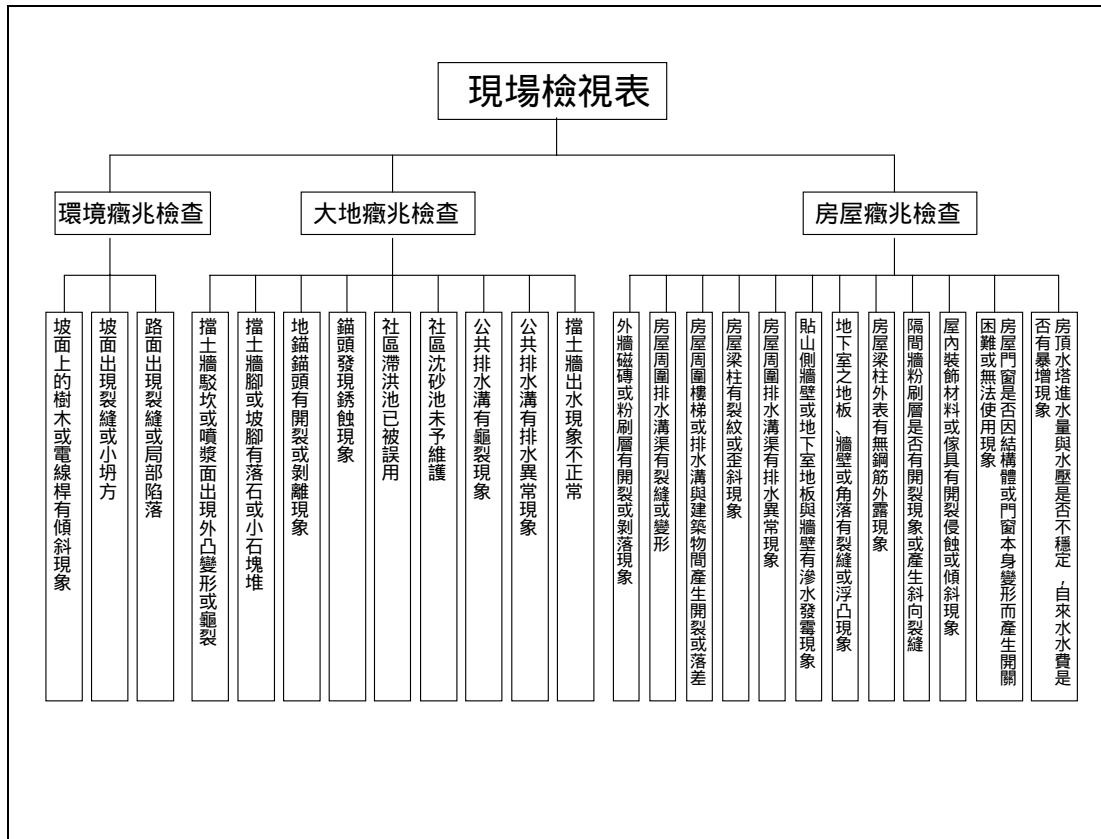 現場檢視表
環境癥兆檢查
大地癥兆檢查
房屋癥兆檢查
坡面上的樹木或電線桿有傾斜現象
坡面出現裂縫或小坍方
路面出現裂縫或局部陷落
擋土牆駁坎或噴漿面出現外凸變形或龜裂
擋土牆腳或坡腳有落石或小石塊堆
地錨錨頭有開裂或剝離現象
錨頭發現銹蝕現象
社區滯洪池已被誤用
社區沈砂池未予維護
公共排水溝有龜裂現象
公共排水溝有排水異常現象
擋土牆出水現象不正常
外牆磁磚或粉刷層有開裂或剝落現象
房屋周圍排水溝渠有裂縫或變形
房屋周圍樓梯或排水溝與建築物間產生開裂或落差
房屋梁柱有裂紋或歪斜現象
房屋周圍排水溝渠有排水異常現象
貼山側牆壁或地下室地板與牆壁有滲水發霉現象
地下室之地板、牆壁或角落有裂縫或浮凸現象
房屋梁柱外表有無鋼筋外露現象
隔間牆粉刷層是否有開裂現象或產生斜向裂縫
屋內裝飾材料或傢具有開裂侵蝕或傾斜現象
房屋門窗是否因結構體或門窗本身變形而產生開關
困難或無法使用現象
房頂水塔進水量與水壓是否不穩定，自來水水費是
否有暴增現象